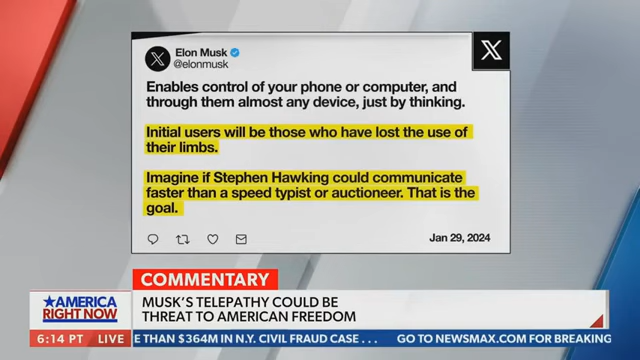 Elon Musk
@elonmusk
X
Enables control of your phone or computer, and
through them almost any device, just by thinking.
Initial users will be those who have lost the use of
their limbs.
Imagine if Stephen Hawking could communicate
faster than a speed typist or auctioneer. That is the
goal.
Jan 29, 2024
COMMENTARY
MUSK'S TELEPATHY COULD BE
THREAT TO AMERICAN FREEDOM
AMERICA
RIGHT NOW
6:14 PT LIVE
E THAN $364M IN N.Y. CIVIL FRAUD CASE . . . GO TO NEWSMAX.COM FOR BREAKING